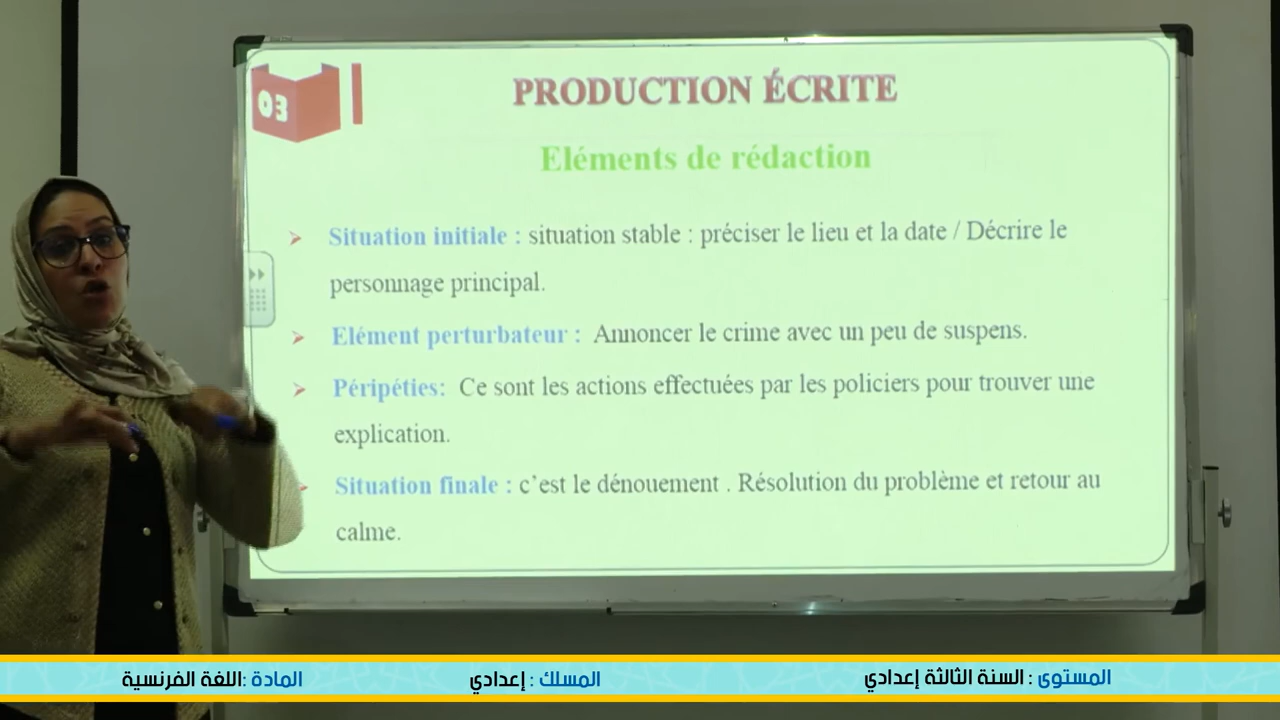 03
PRODUCTION ÉCRITE
Eléments de rédaction
Situation initiale : situation stable : préciser le lieu et la date / Décrire le
personnage principal.
Elément perturbateur : Annoncer le crime avec un peu de suspens.
Péripéties: Ce sont les actions effectuées par les policiers pour trouver une
explication.
Situation finale : c’est le dénouement . Résolution du problème et retour au
calme.
المستوى : السنة الثالثة إعدادي
المسلك : إعدادي
المادة :اللغة الفرنسية